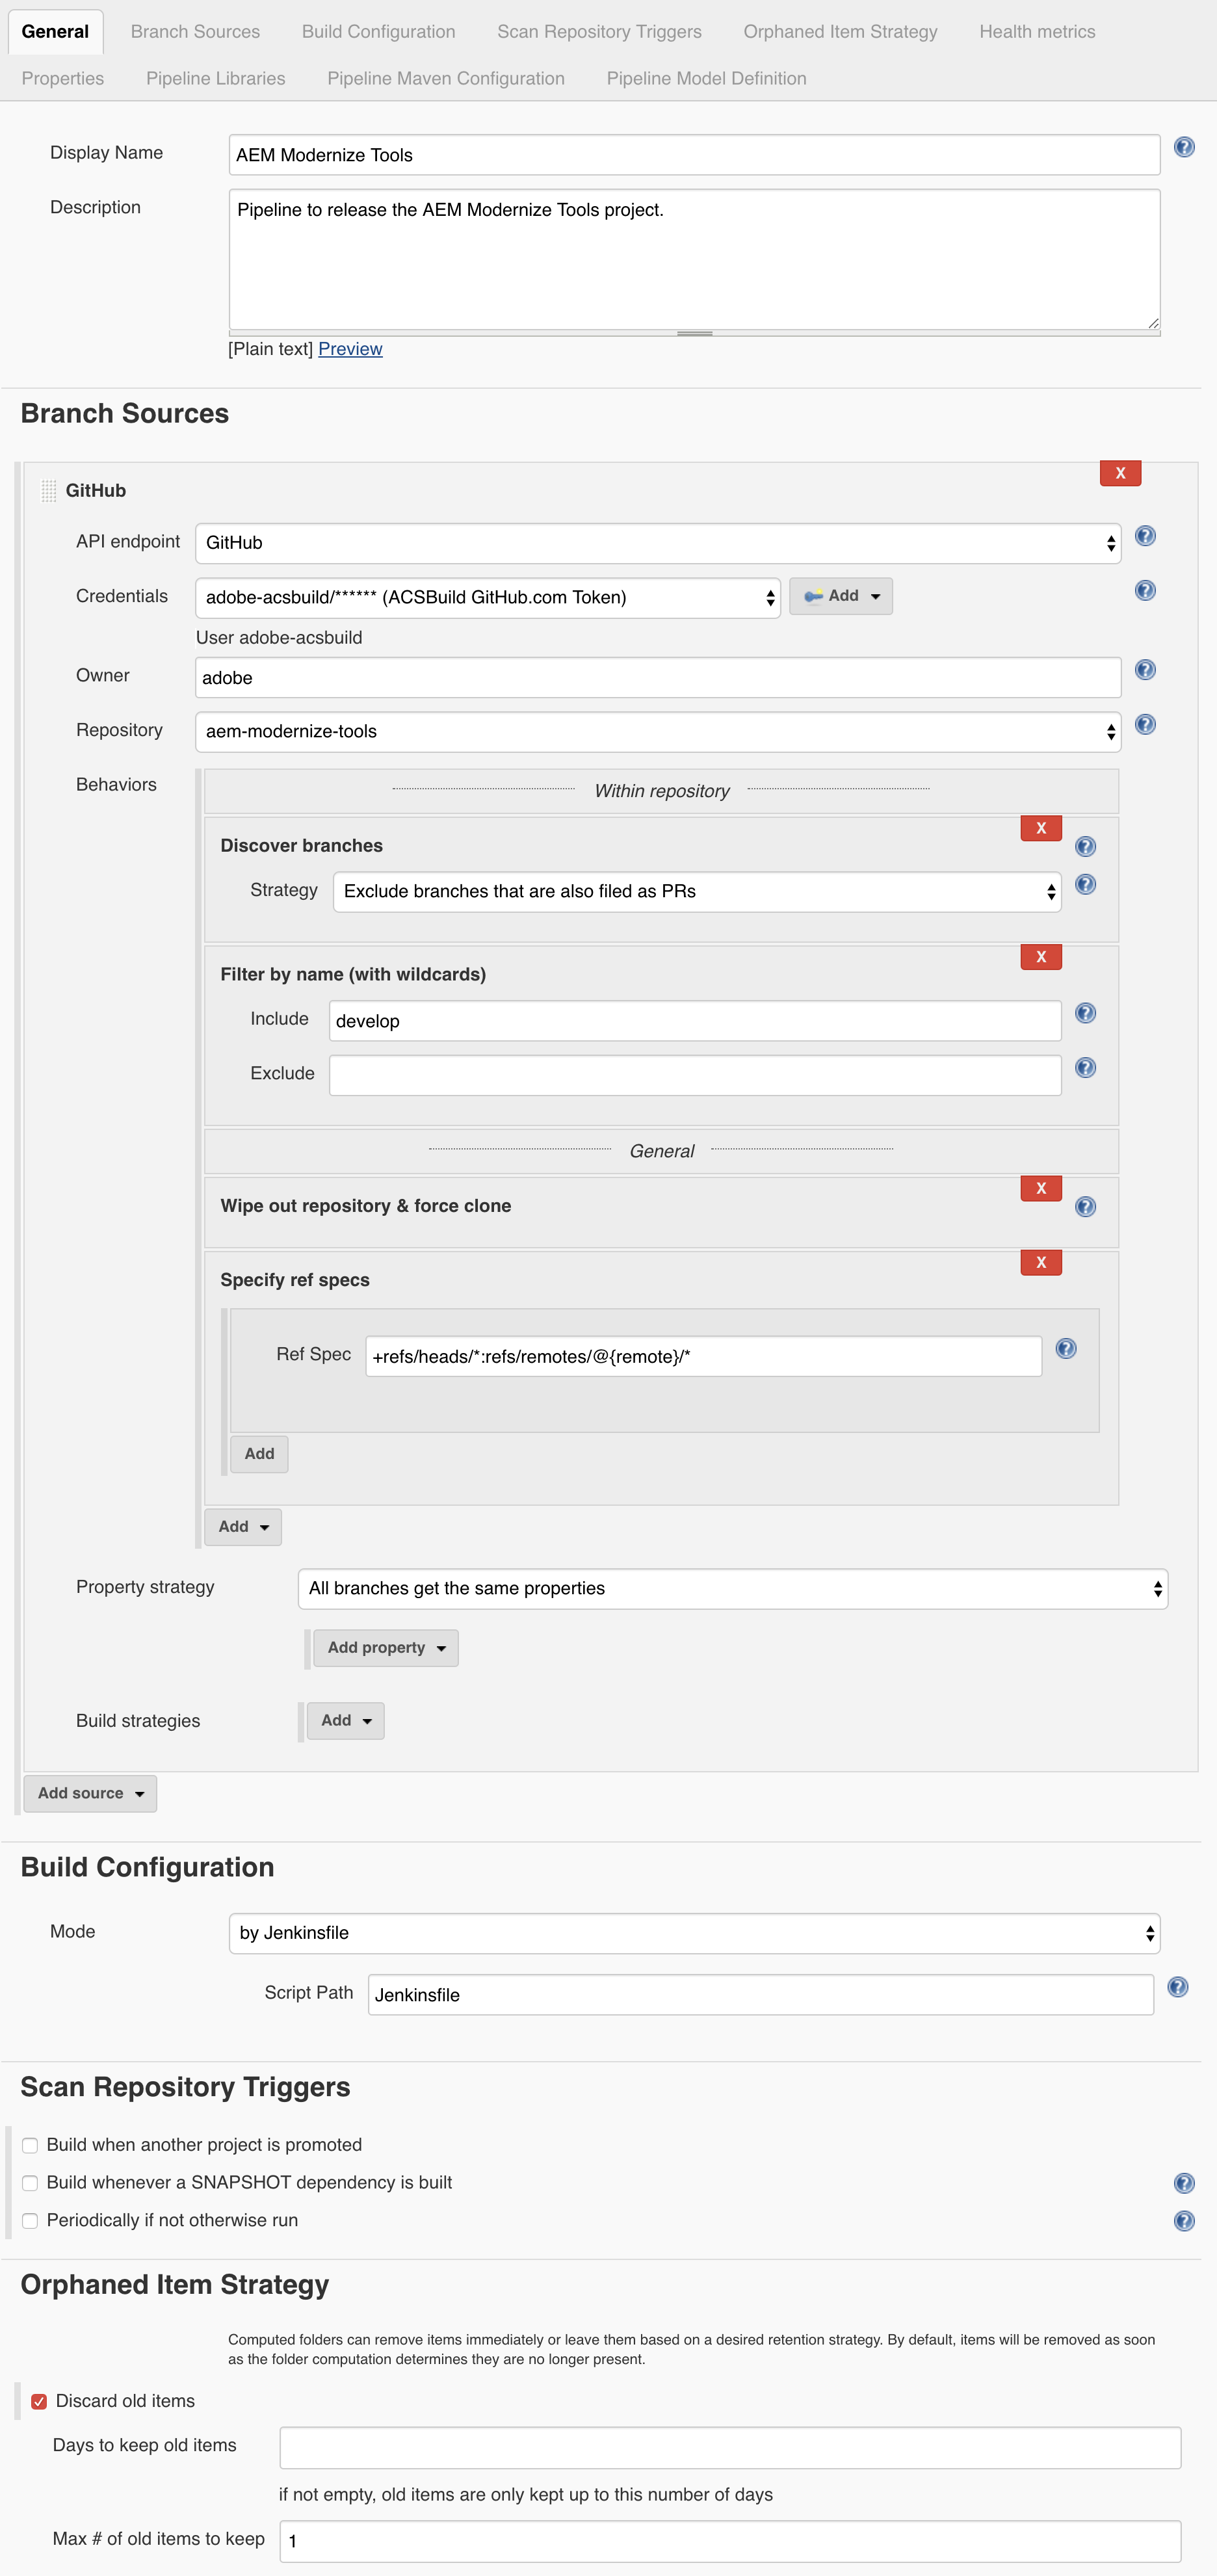 General Branch Sources Build Configuration Scan Repository Triggers Orphaned Item Strategy Health metrics
Properties Pipeline Libraries Pipeline Maven Configuration Pipeline Model Definition
Display Name AEM Modernize Tools
Description Pipeline to release the AEM Modernize Tools project.
[Plain text] Preview
Branch Sources
X
GitHub
API endpoint GitHub
Credentials adobe-acsbuild/****** (ACSBuild GitHub.com Token) Add
User adobe-acsbuild
Owner adobe
Repository aem-modernize-tools
Behaviors Within repository
X
Discover branches
Strategy Exclude branches that are also filed as PRs
X
Filter by name (with wildcards)
Include develop
Exclude
General
X
Wipe out repository & force clone
X
Specify ref specs
Ref Spec +refs/heads/*:refs/remotes/@{remote}/*
Add
Add
Property strategy All branches get the same properties
Add property
Build strategies Add
Add source
Build Configuration
Mode by Jenkinsfile
Script Path Jenkinsfile
Scan Repository Triggers
Build when another project is promoted
Build whenever a SNAPSHOT dependency is built
Periodically if not otherwise run
Orphaned Item Strategy
Computed folders can remove items immediately or leave them based on a desired retention strategy. By default, items will be removed as soon
as the folder computation determines they are no longer present.
Discard old items
Days to keep old items
if not empty, old items are only kept up to this number of days
Max # of old items to keep 1